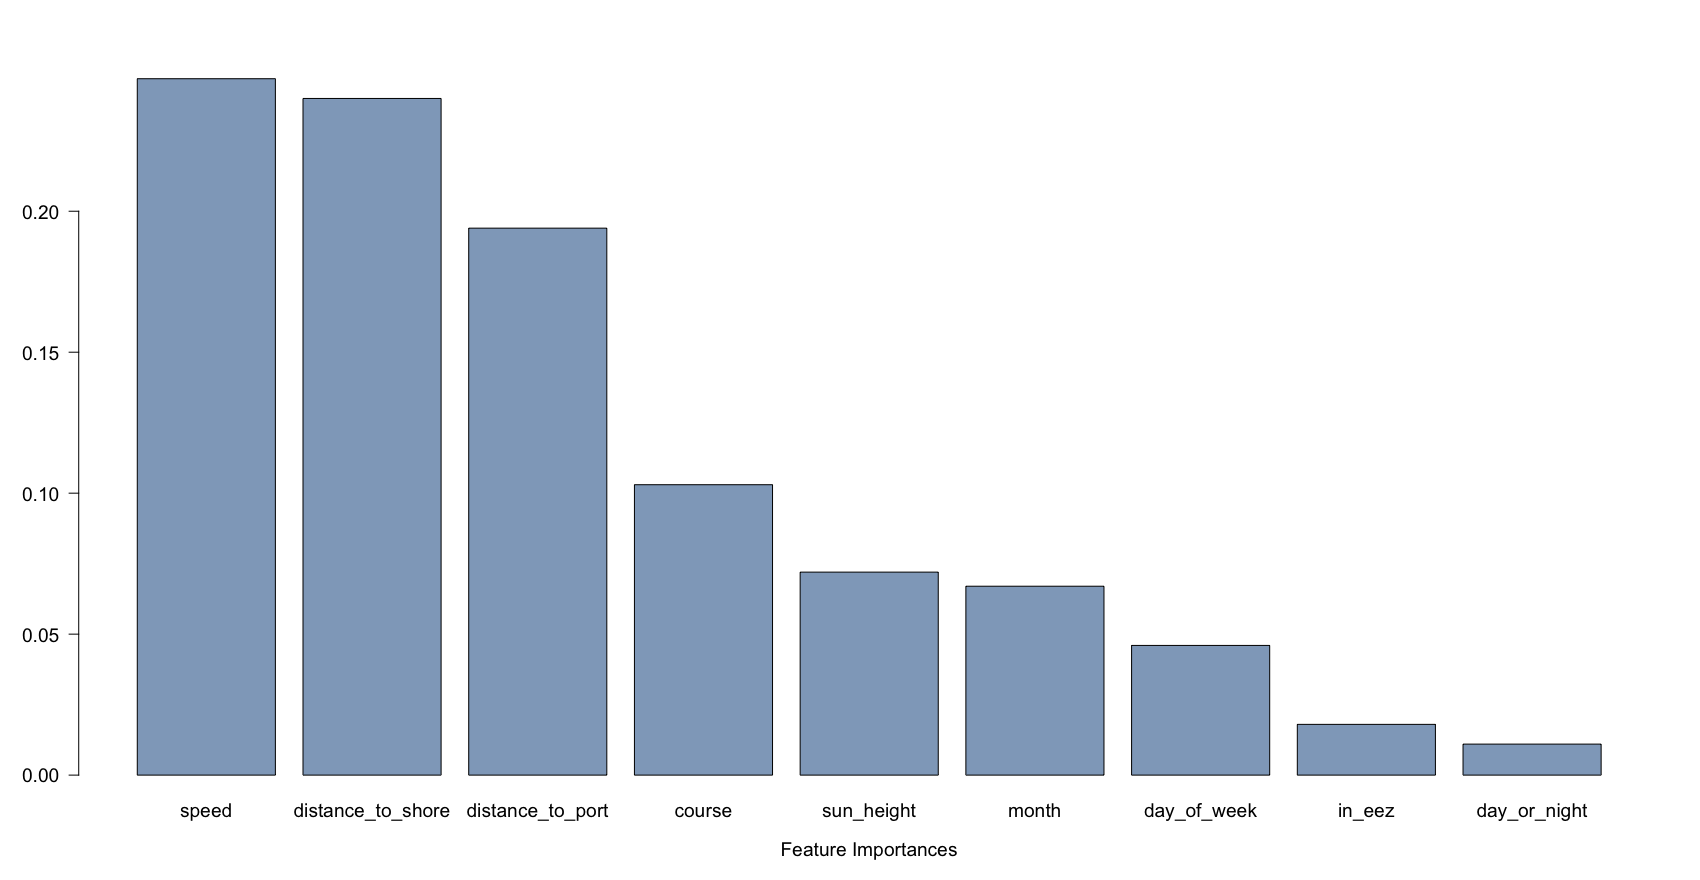 0.20
0.15
0.10
0.05
0.00
speed distance_to_shore distance_to_port course sun_height month day_of_week in_eez day_or_night
Feature Importances